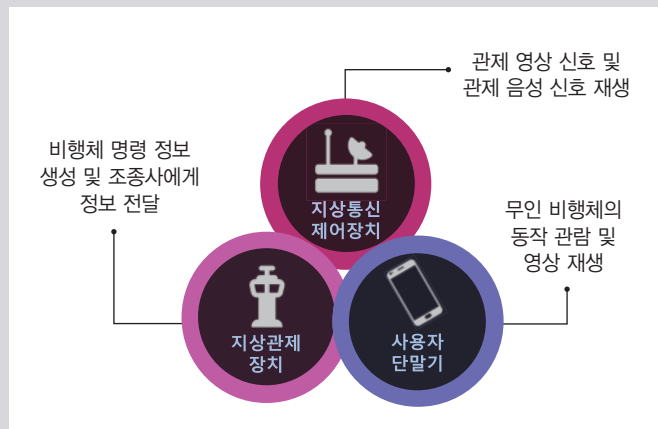 관제 영상 신호 및
관제 음성 신호 재생
비행체 명령 정보
생성 및 조종사에게
정보 전달
지상통신
제어장치
무인 비행체의
동작 관람 및
영상 재생
지상관제
장치
사용자
단말기